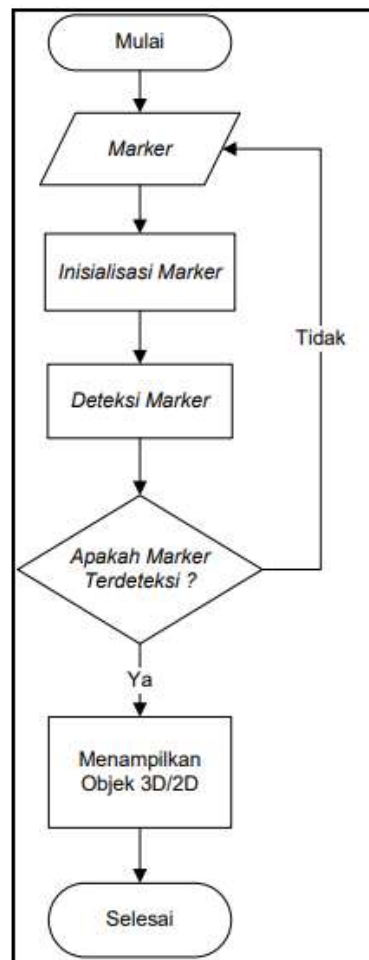 Mulai
Marker
Inisialisasi Marker
Tidak
Deteksi Marker
Apakah Marker
Terdeteksi ?
Ya
Menampilkan
Objek 3D/2D
Selesai